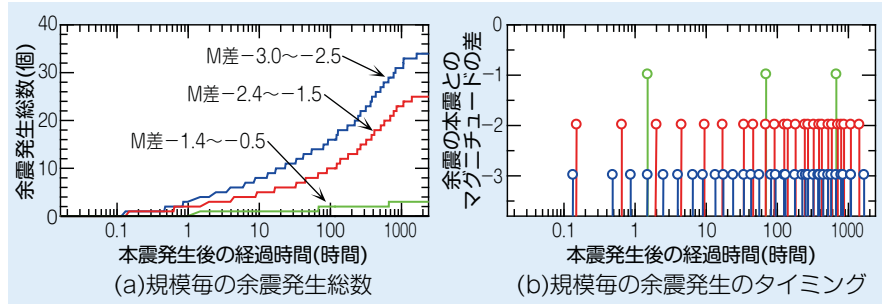 余震発生総数(個)
40
30
20
10
0
M差−3.0〜−2.5
M差−2.4〜−1.5
M差−1.4〜−0.5
0.1
1
10
100
1000
本震発生後の経過時間(時間)
(a)規模毎の余震発生総数
余震の本震との
マグニチュードの差
−1
−2
−3
0.1
1
10
100
1000
本震発生後の経過時間(時間)
(b)規模毎の余震発生のタイミング